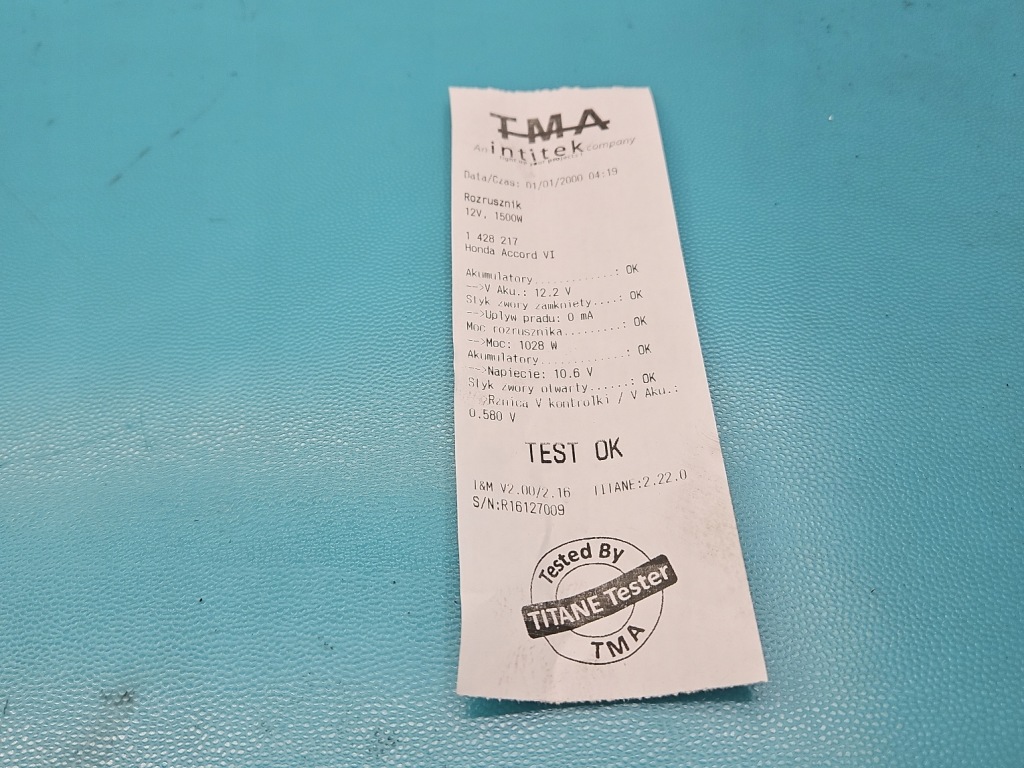 TMA
An intitek company
Data/Czas: 01/01/2000 04:19
Rozrusznik
12V, 1500W
1 428 217
Honda Accord VI
Akumulatory............: OK
-->V Aku.: 12.2 V
Styk zwory zamkniety....: OK
-->Uplyw pradu: 0 mA
Moc rozrusznika.........: OK
-->Moc: 1028 W
Akumulatory.............: OK
-->Napiecie: 10.6 V
Styk zwory otwarty......: OK
-->Rznica V kontrolki / V Aku.:
0.580 V
TEST OK
I&M V2.00/2.16 TITANE:2.22.0
S/N:R16127009
Tested By
TITANE Tester
TMA